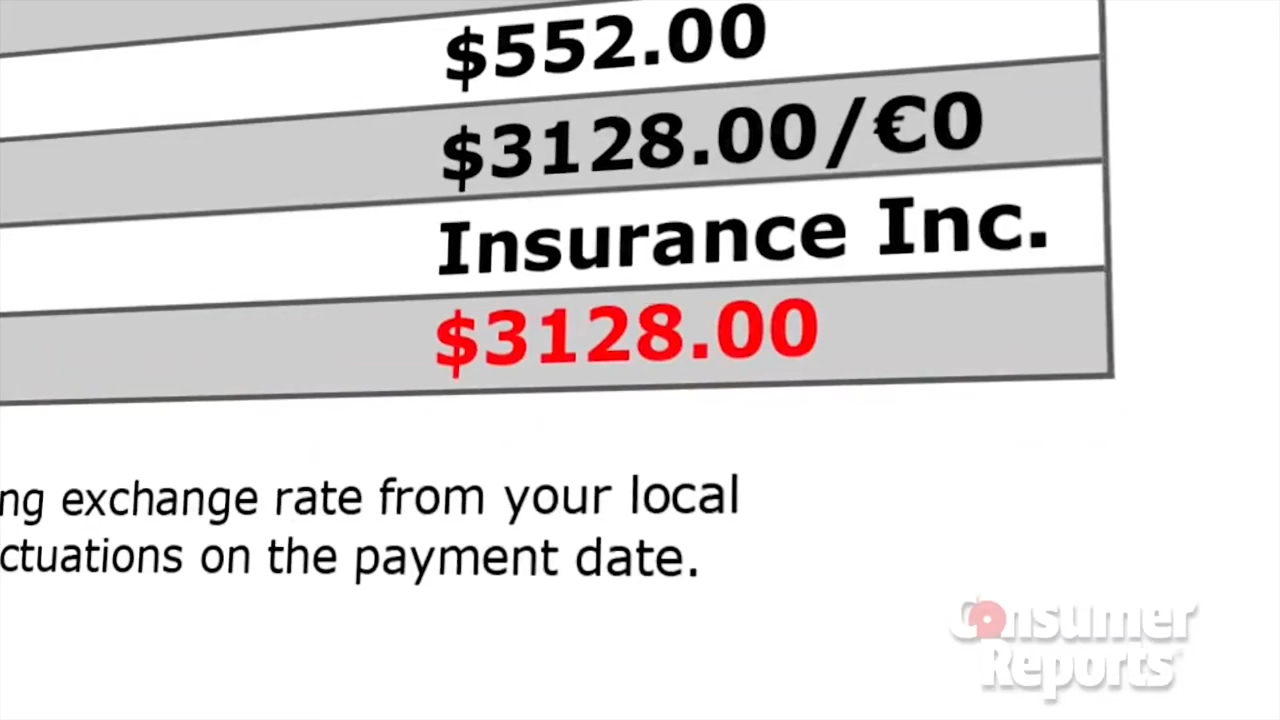 $552.00
$3128.00/€0
Insurance Inc.
$3128.00
ng exchange rate from your local
ctuations on the payment date.
Consumer
Reports